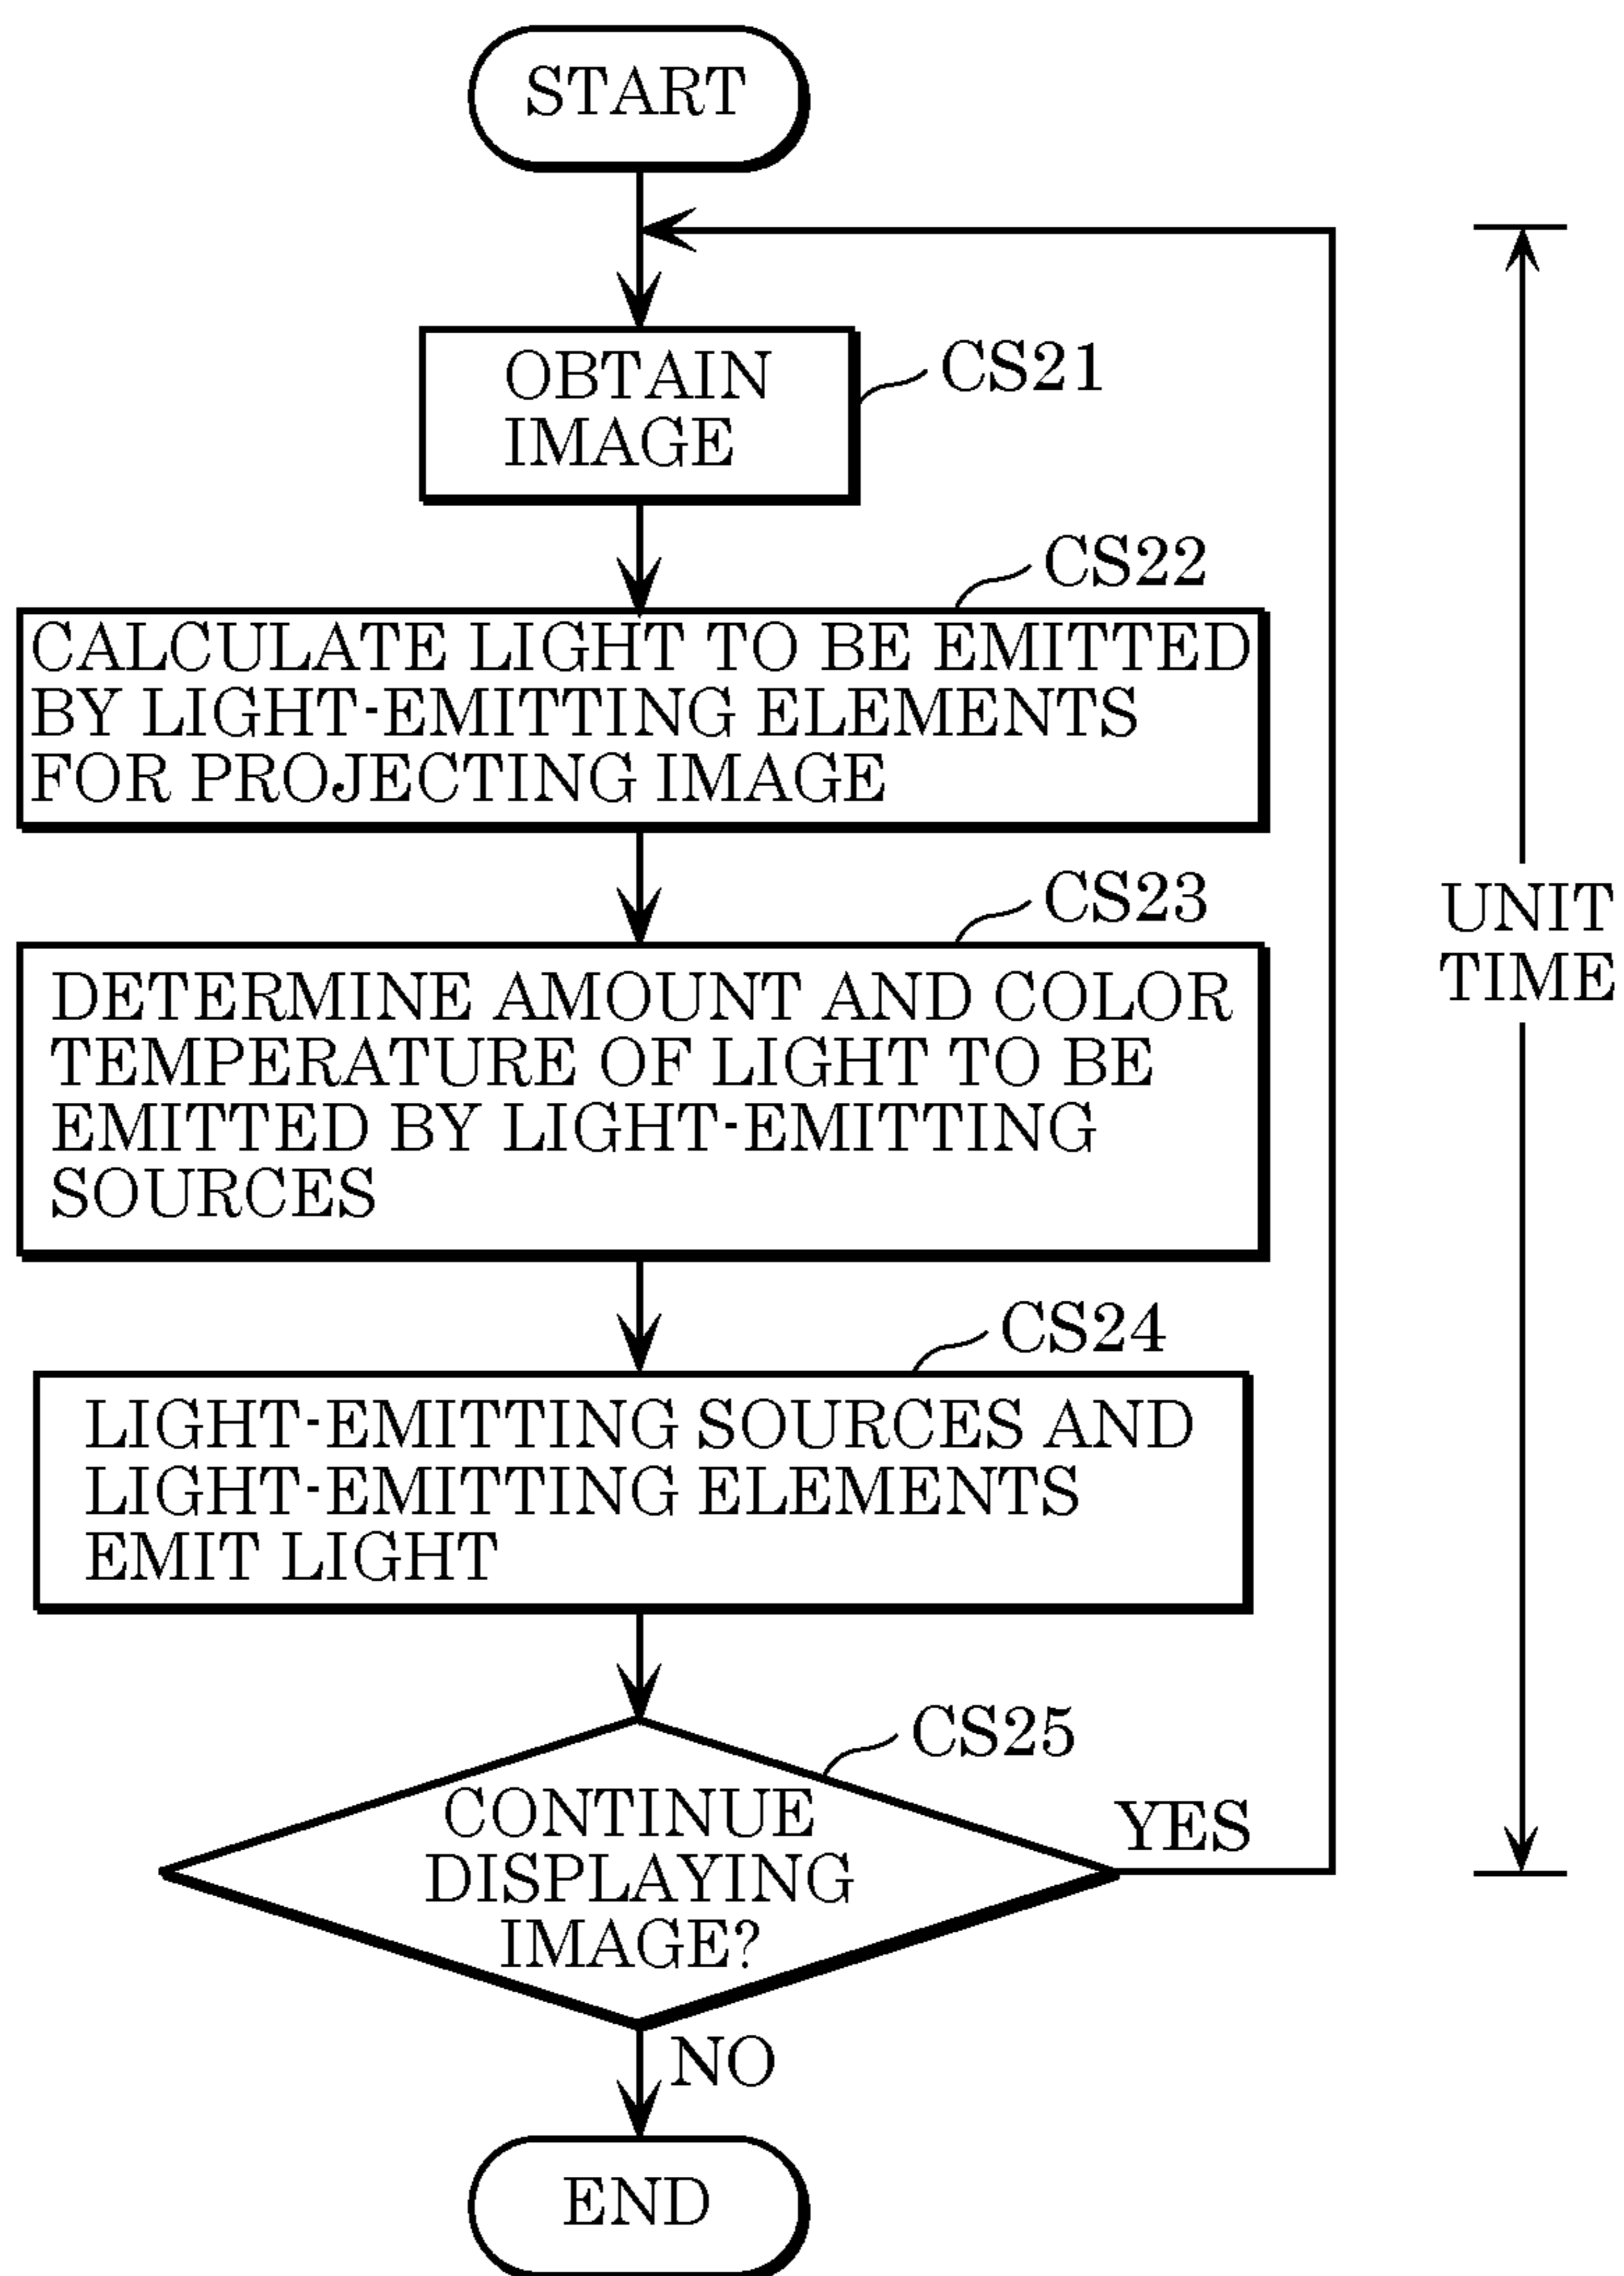 START
OBTAIN
IMAGE
CS21
CS22
CALCULATE LIGHT TO BE EMITTED
BY LIGHT-EMITTING ELEMENTS
FOR PROJECTING IMAGE
CS23
DETERMINE AMOUNT AND COLOR
TEMPERATURE OF LIGHT TO BE
EMITTED BY LIGHT-EMITTING
SOURCES
CS24
LIGHT-EMITTING SOURCES AND
LIGHT-EMITTING ELEMENTS
EMIT LIGHT
CS25
CONTINUE
DISPLAYING
IMAGE?
YES
NO
END
UNIT
TIME